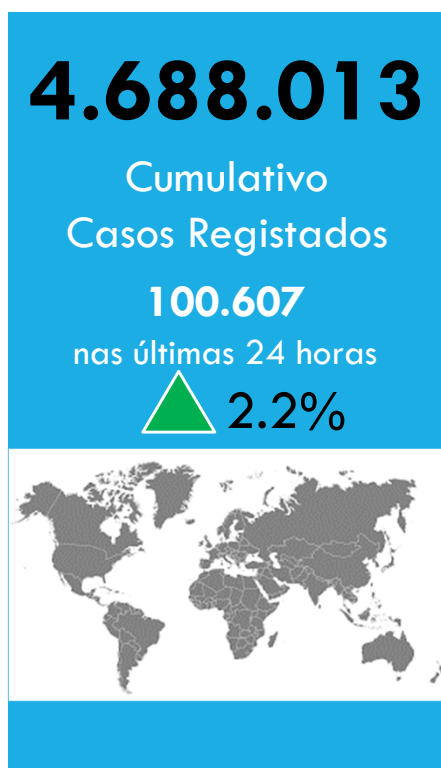 4.688.013
Cumulativo
Casos Registados
100.607
nas últimas 24 horas
2.2%